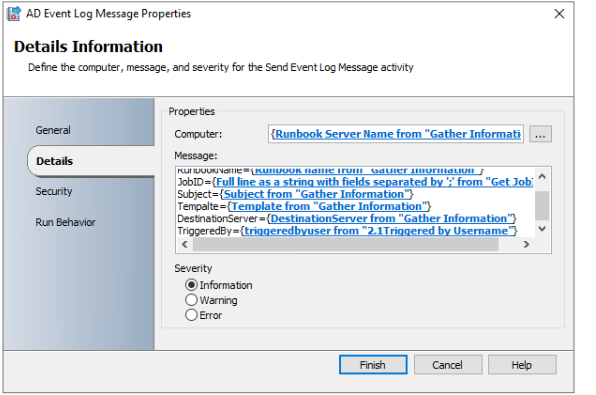 AD Event Log Message Properties
Details Information
Define the computer, message, and severity for the Send Event Log Message activity
General
Details
Security
Run Behavior
Properties
Computer: {Runbook Server Name from "Gather Informati ...
Message:
RunbookName={Runbook name from "Gather Information"}
JobID={Full line as a string with fields separated by ';' from "Get Job
Subject={Subject from "Gather Information"}
Tempalte={Template from "Gather Information"}
DestinationServer={DestinationServer from "Gather Information"}
TriggeredBy={triggeredbyuser from "2.1Triggered by Username"}
Severity
Information
Warning
Error
Finish Cancel Help